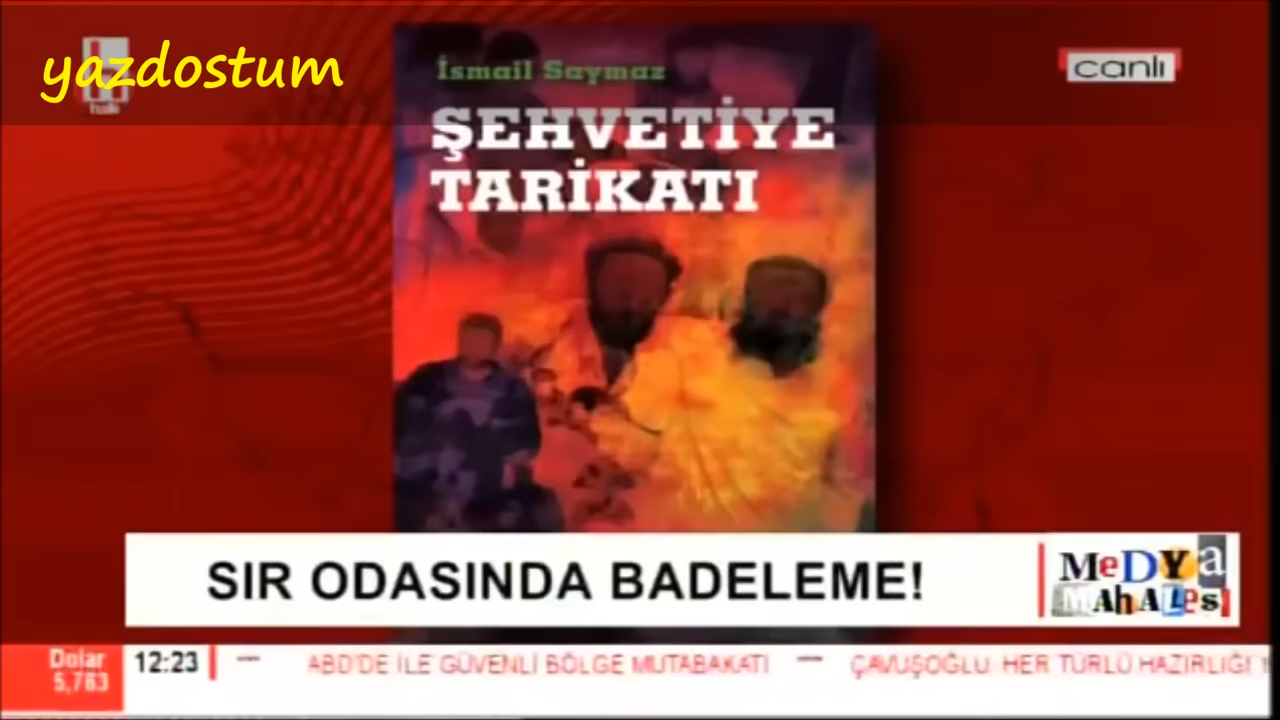 yazdostum
halk
canlı
İsmail Saymaz
ŞEHVETİYE
TARİKATI
SIR ODASINDA BADELEME!
MeDYa
MAhALLesi
Dolar
5,763
12:23
ABD'DE İLE GÜVENLİ BÖLGE MUTABAKATI
ÇAVUŞOĞLU: HER TÜRLÜ HAZIRLIĞI